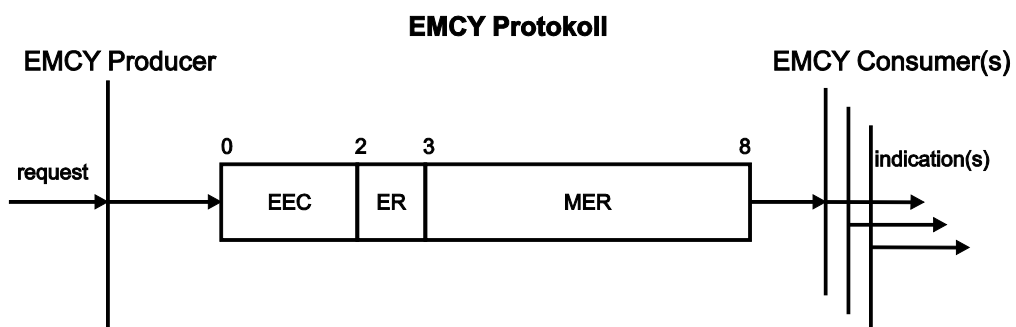 EMCY Protokoll
EMCY Producer
EMCY Consumer(s)
0 2 3 8
request
indication(s)
EEC ER MER